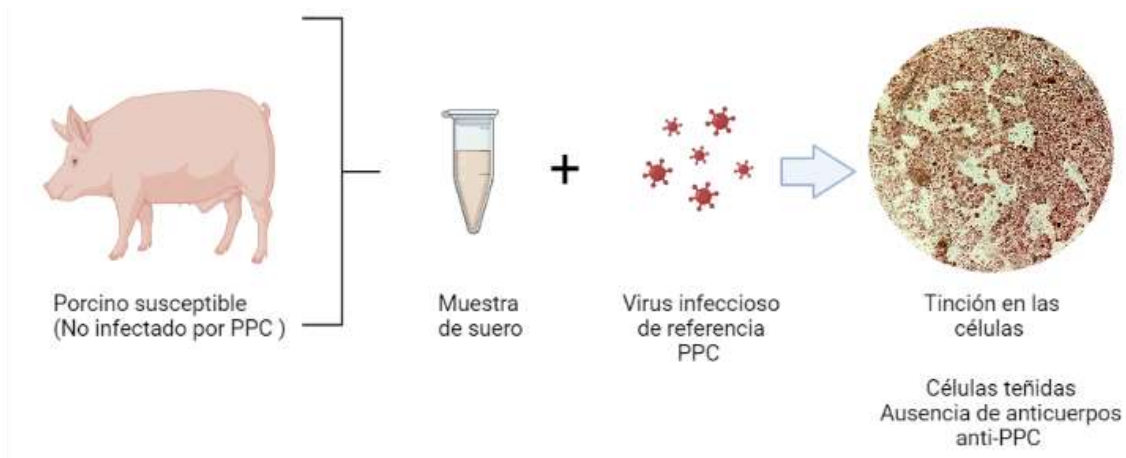 Porcino susceptible
(No infectado por PPC )
Muestra
de suero
+
Virus infeccioso
de referencia
PPC
Tinción en las
células
Células teñidas
Ausencia de anticuerpos
anti-PPC